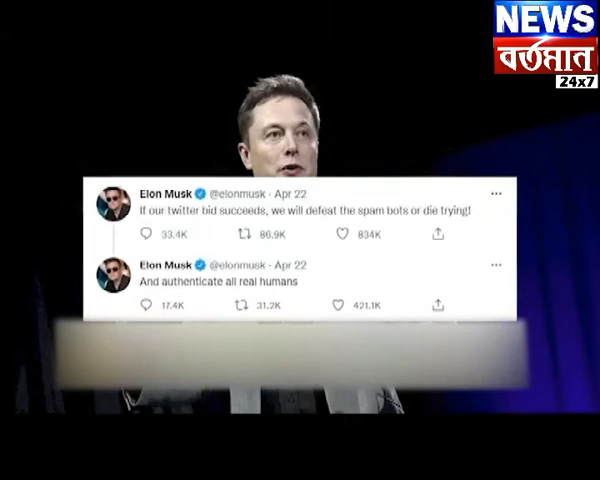 NEWS
বর্তমান
24x7
Elon Musk @elonmusk · Apr 22
If our twitter bid succeeds, we will defeat the spam bots or die trying!
33.4K 86.9K 834K
Elon Musk @elonmusk · Apr 22
And authenticate all real humans
17.4K 31.2K 421.1K